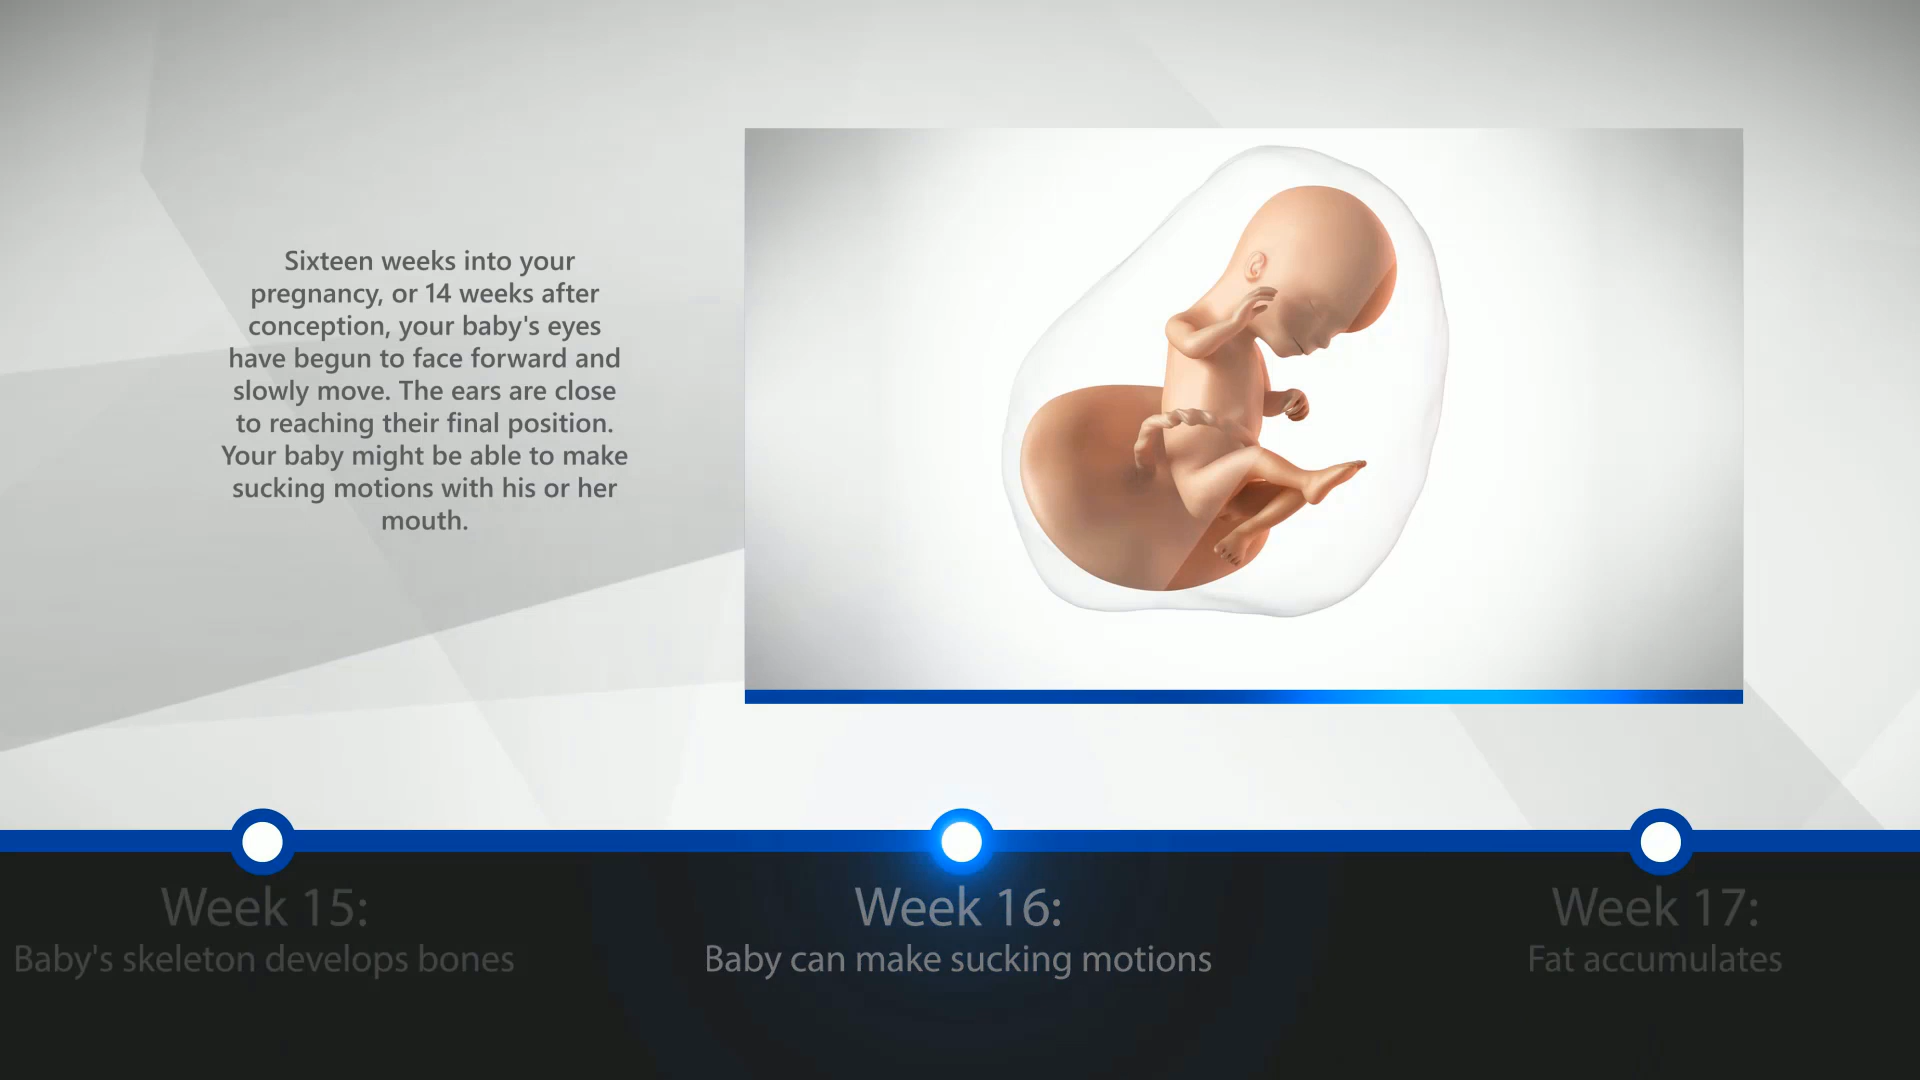 Sixteen weeks into your
pregnancy, or 14 weeks after
conception, your baby's eyes
have begun to face forward and
slowly move. The ears are close
to reaching their final position.
Your baby might be able to make
sucking motions with his or her
mouth.
Week 15:
Baby's skeleton develops bones
Week 16:
Baby can make sucking motions
Week 17:
Fat accumulates